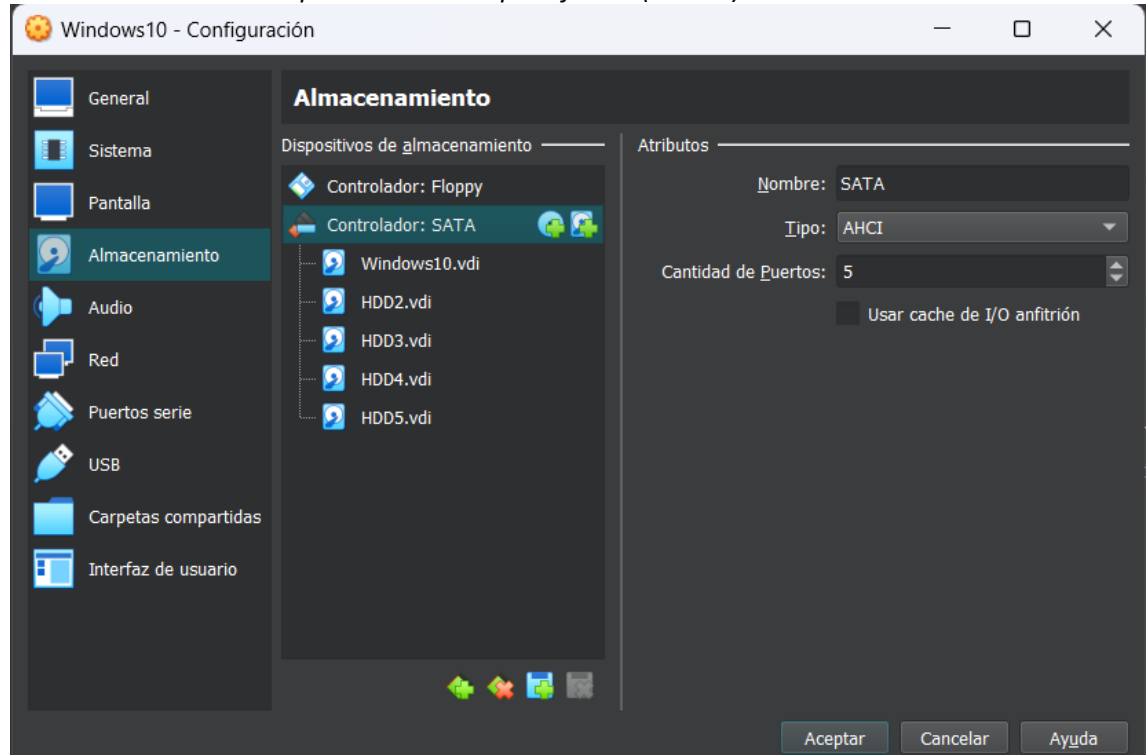 Windows10 - Configuración
General
Sistema
Pantalla
Almacenamiento
Audio
Red
Puertos serie
USB
Carpetas compartidas
Interfaz de usuario
Almacenamiento
Dispositivos de almacenamiento
Controlador: Floppy
Controlador: SATA
Windows10.vdi
HDD2.vdi
HDD3.vdi
HDD4.vdi
HDD5.vdi
Atributos
Nombre: SATA
Tipo: AHCI
Cantidad de Puertos: 5
Usar cache de I/O anfitrión
Aceptar Cancelar Ayuda